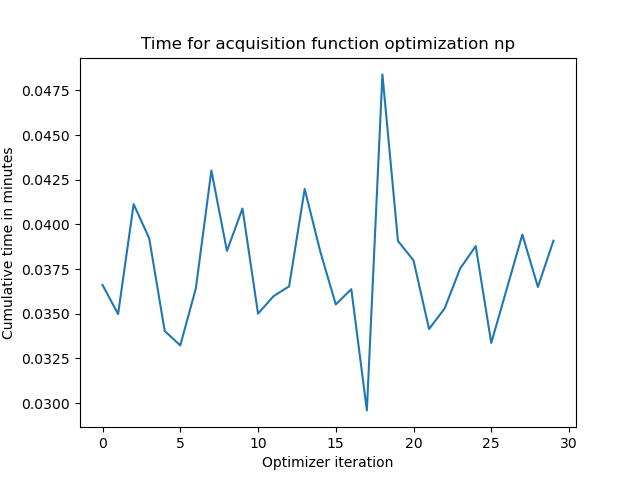 Time for acquisition function optimization np
Cumulative time in minutes
0.0475
0.0450
0.0425
0.0400
0.0375
0.0350
0.0325
0.0300
0 5 10 15 20 25 30
Optimizer iteration